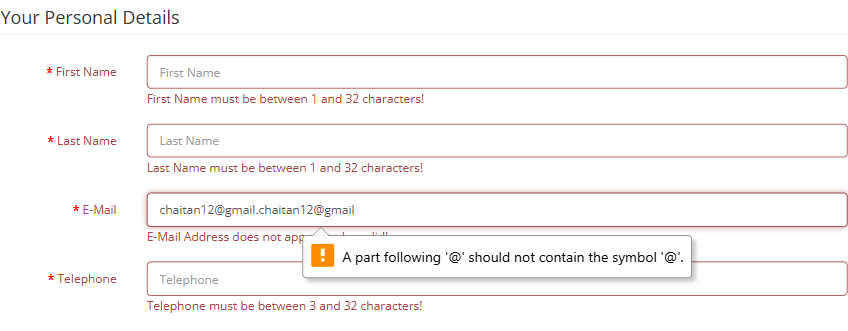 Your Personal Details
* First Name
First Name
First Name must be between 1 and 32 characters!
* Last Name
Last Name
Last Name must be between 1 and 32 characters!
* E-Mail
chaitan12@gmail.chaitan12@gmail
E-Mail Address does not
A part following '@' should not contain the symbol '@'.
* Telephone
Telephone
Telephone must be between 3 and 32 characters!